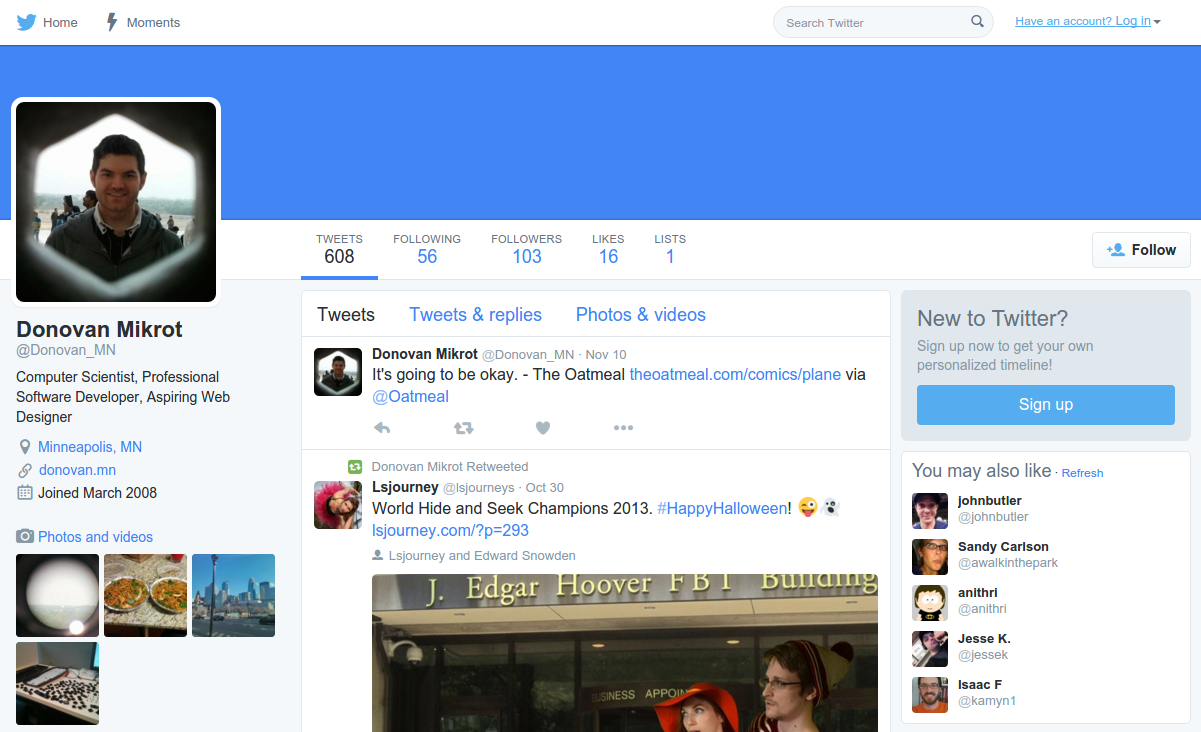 Home
Moments
Search Twitter
Have an account? Log in
TWEETS
608
FOLLOWING
56
FOLLOWERS
103
LIKES
16
LISTS
1
Follow
Donovan Mikrot
@Donovan_MN
Computer Scientist, Professional
Software Developer, Aspiring Web
Designer
Minneapolis, MN
donovan.mn
Joined March 2008
Photos and videos
Tweets
Tweets & replies
Photos & videos
Donovan Mikrot @Donovan_MN · Nov 10
It's going to be okay. - The Oatmeal theoatmeal.com/comics/plane via
@Oatmeal
Donovan Mikrot Retweeted
Lsjourney @lsjourneys · Oct 30
World Hide and Seek Champions 2013. #HappyHalloween! 😜👻
lsjourney.com/?p=293
Lsjourney and Edward Snowden
J. Edgar Hoover FBI Building
BUSINESS APPOIN
New to Twitter?
Sign up now to get your own
personalized timeline!
Sign up
You may also like · Refresh
johnbutler
@johnbutler
Sandy Carlson
@awalkinthepark
anithri
@anithri
Jesse K.
@jessek
Isaac F
@kamyn1